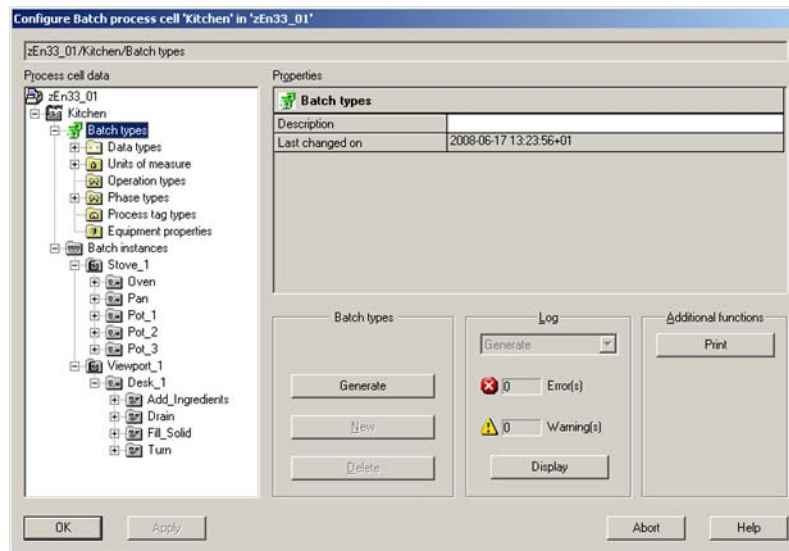 Configure Batch process cell 'Kitchen' in 'zEn33_01'
zEn33_01/Kitchen/Batch types
Process cell data
zEn33_01
Kitchen
Batch types
Data types
Units of measure
Operation types
Phase types
Process tag types
Equipment properties
Batch instances
Stove_1
Oven
Pan
Pot_1
Pot_2
Pot_3
Viewport_1
Desk_1
Add_Ingredients
Drain
Fill_Solid
Turn
Properties
Batch types
Description
Last changed on 2008-06-17 13:23:56+01
Batch types
Generate
New
Delete
Log
Generate
0 Error(s)
0 Warning(s)
Display
Additional functions
Print
OK Apply Abort Help